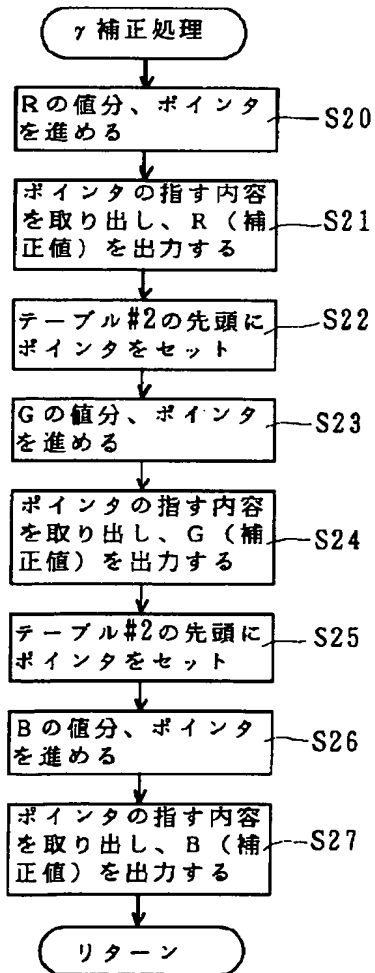 γ補正処理
Rの値分、ポインタ
を進める
S20
ポインタの指す内容
を取り出し、R(補
正値)を出力する
S21
テーブル#2の先頭に
ポインタをセット
S22
Gの値分、ポインタ
を進める
S23
ポインタの指す内容
を取り出し、G(補
正値)を出力する
S24
テーブル#2の先頭に
ポインタをセット
S25
Bの値分、ポインタ
を進める
S26
ポインタの指す内容
を取り出し、B(補
正値)を出力する
S27
リターン